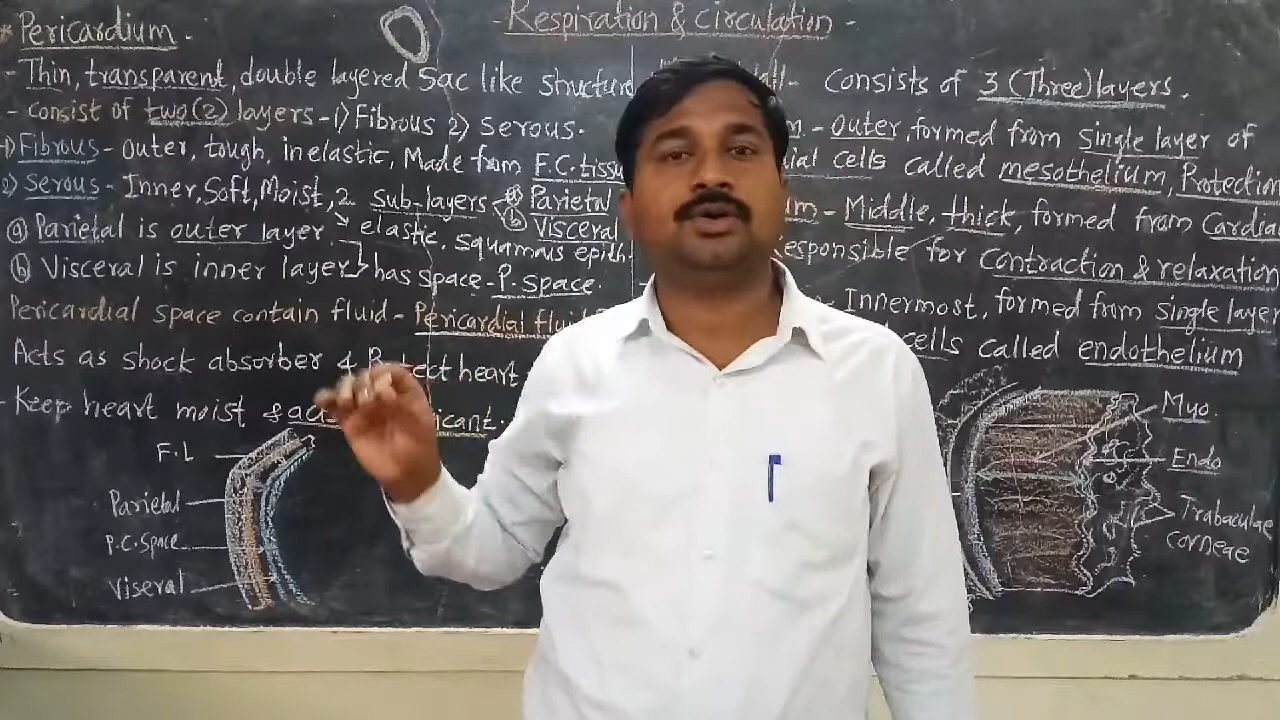 - Respiration & circulation -
* Pericardium -
- Thin, transparent, double layered sac like structure
- consist of two(2) layers - 1) Fibrous 2) serous.
1) Fibrous - outer, tough, inelastic, Made from F.C. tissu
2) Serous - Inner, Soft, Moist, 2 sub-layers
(a) Parietal
(b) Visceral
(a) Parietal is outer layer. elastic, squamous epith.
(b) Visceral is inner layer has space - P. space.
Pericardial space contain fluid - Pericardial fluid
Acts as shock absorber & heart
- Keep heart moist &
F.L
Parietal
P.C. Space
Viseral
consists of 3 (Three) layers.
- outer, formed from single layer of
cells called mesothelium, Protection
- Middle, thick, formed from Cardia
responsible for contraction & relaxation
- Innermost, formed from single layer
cells called endothelium
Myo.
Endo
Trabaculae
corneae